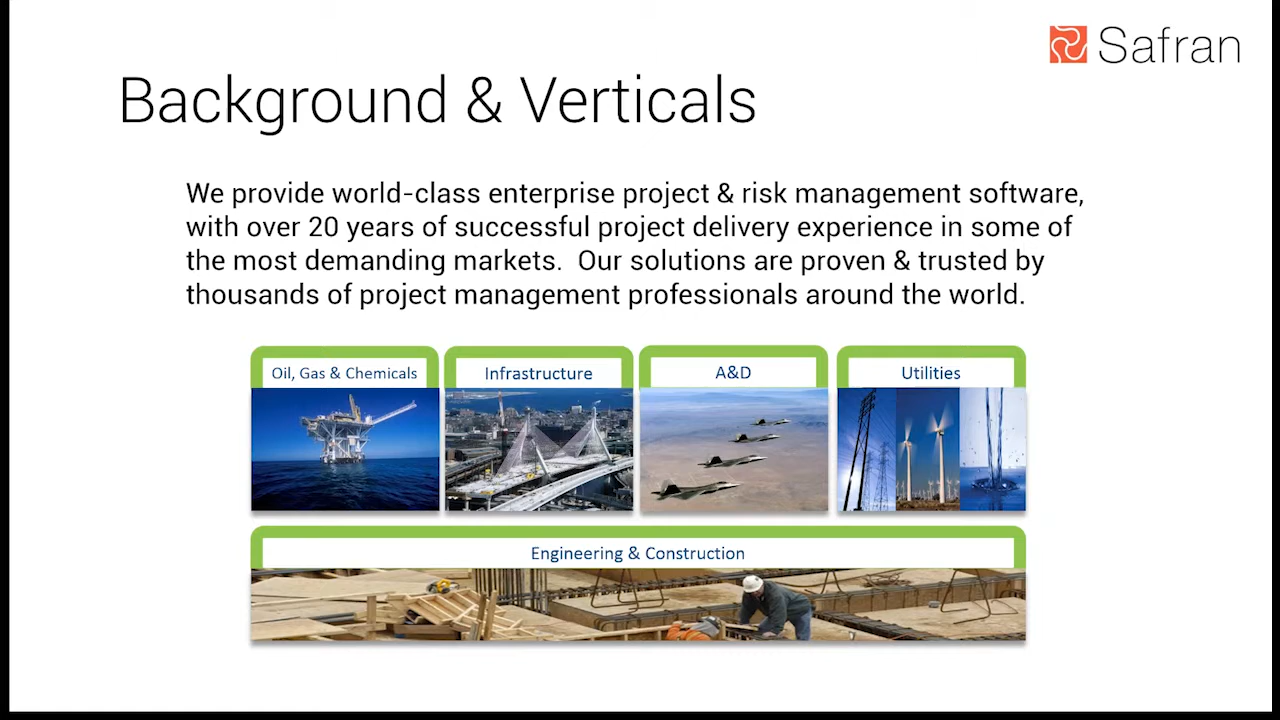 Safran
Background & Verticals
We provide world-class enterprise project & risk management software,
with over 20 years of successful project delivery experience in some of
the most demanding markets.  Our solutions are proven & trusted by
thousands of project management professionals around the world.
Oil, Gas & Chemicals
Infrastructure
A&D
Utilities
Engineering & Construction